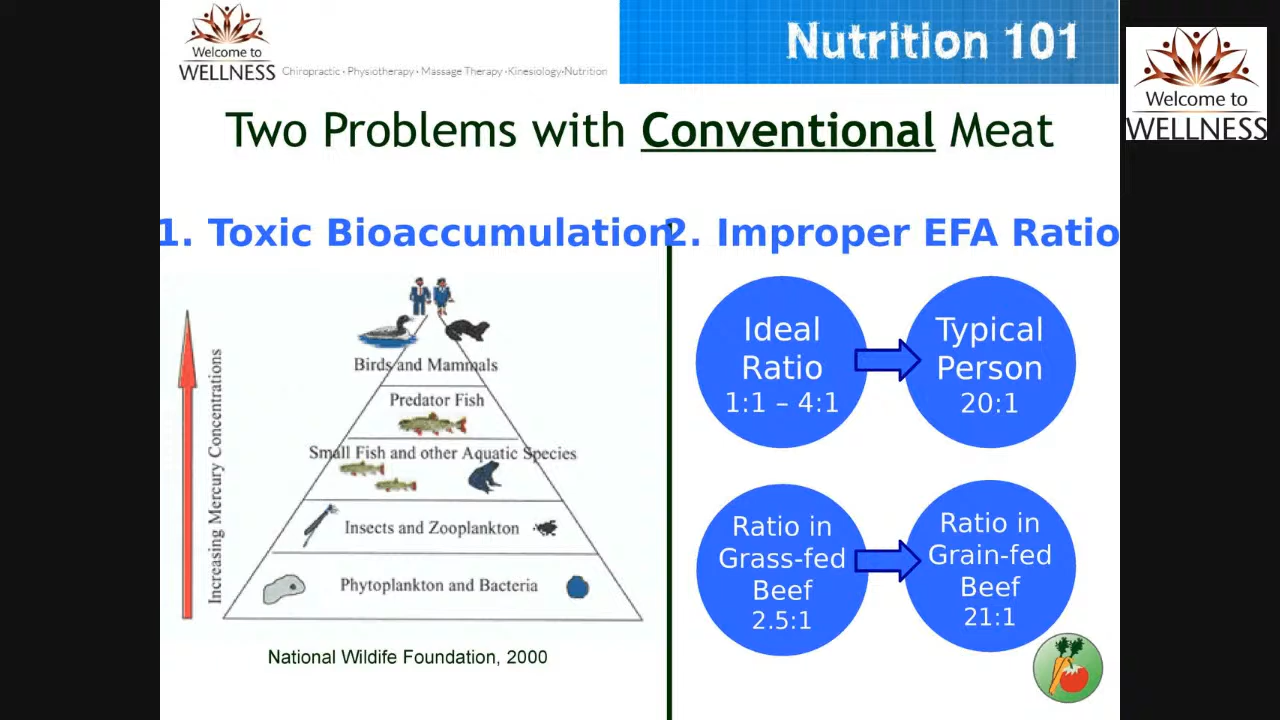 Welcome to
WELLNESS
Chiropractic • Physiotherapy • Massage Therapy •Kinesiology•Nutrition
Nutrition 101
Welcome to
WELLNESS
Two Problems with Conventional Meat
1. Toxic Bioaccumulation
2. Improper EFA Ratio
Increasing Mercury Concentrations
Birds and Mammals
Predator Fish
Small Fish and other Aquatic Species
Insects and Zooplankton
Phytoplankton and Bacteria
National Wildife Foundation, 2000
Ideal
Ratio
1:1 – 4:1
Typical
Person
20:1
Ratio in
Grass-fed
Beef
2.5:1
Ratio in
Grain-fed
Beef
21:1